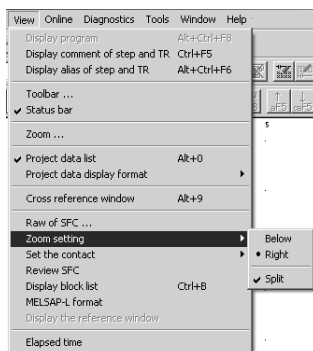 View Online Diagnostics Tools Window Help
Display program Alt+Ctrl+F8
Display comment of step and TR Ctrl+F5
Display alias of step and TR Alt+Ctrl+F6
Toolbar ...
Status bar
Zoom ...
Project data list Alt+0
Project data display format
Cross reference window Alt+9
Raw of SFC ...
Zoom setting
Below
Set the contact
Right
Review SFC
Split
Display block list Ctrl+B
MELSAP-L format
Display the reference window
Elapsed time
aF5
5